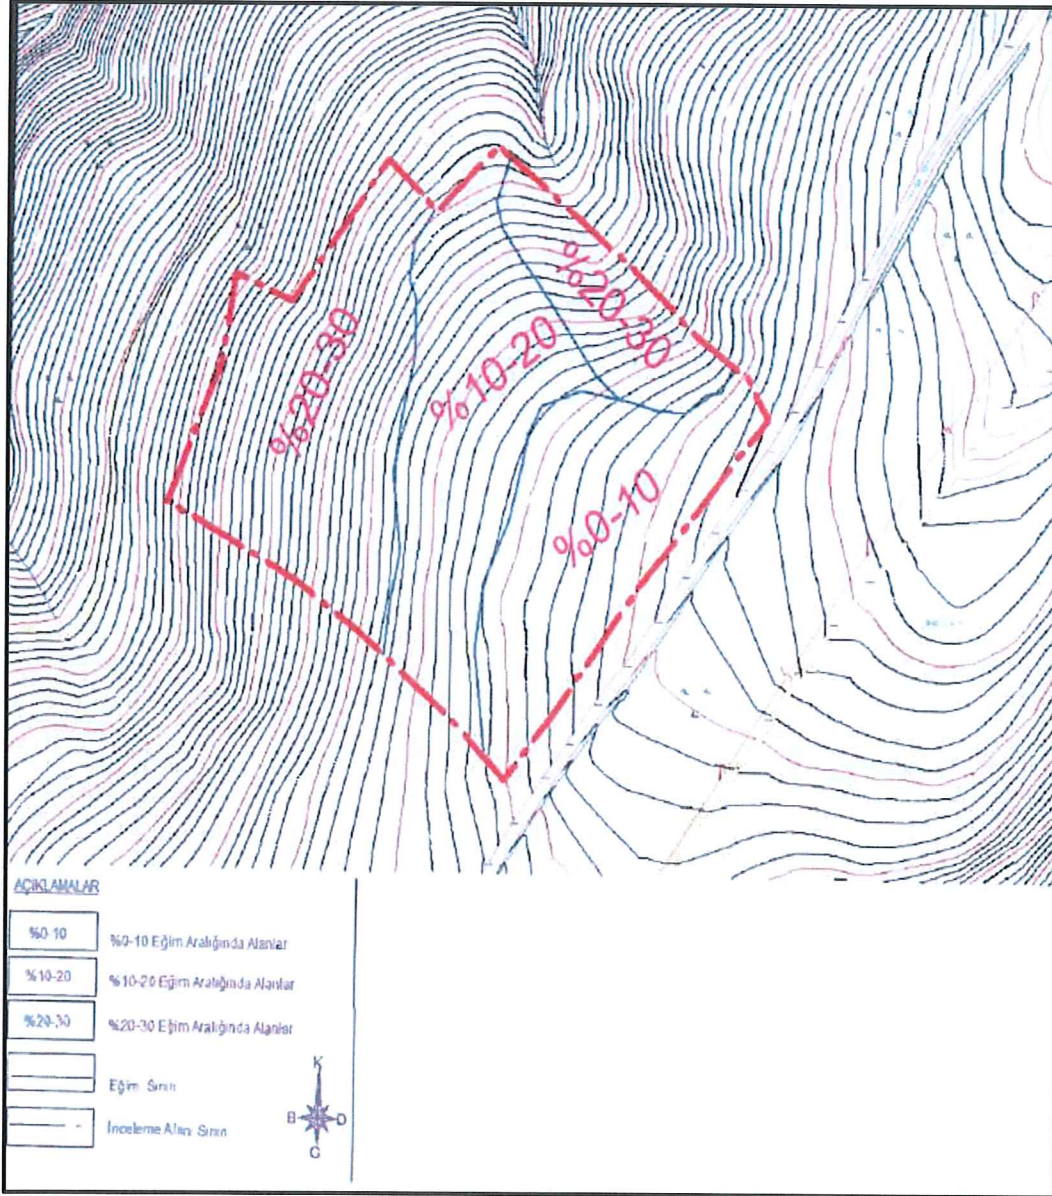 %20-30
%20-30
%10-20
%0-10
AÇIKLAMALAR
%0-10 %0-10 Eğim Aralığında Alanlar
%10-20 %10-20 Eğim Aralığında Alanlar
%20-30 %20-30 Eğim Aralığında Alanlar
Eğim Sınırı
İnceleme Alanı Sınırı
K
B D
G